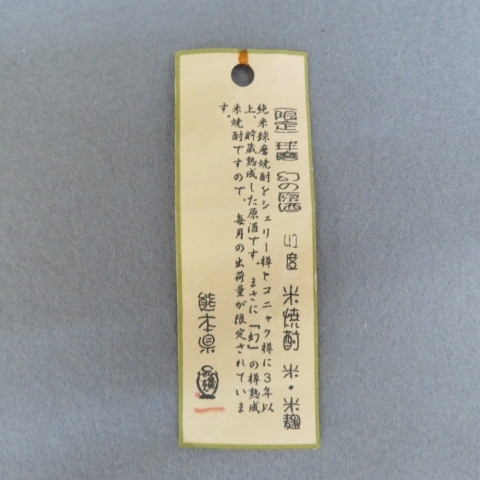 限定 球磨 幻の原酒 42度 米焼酎 米・米麹
純米球磨焼酎をシェリー樽とコニャク樽に3年以
上、貯蔵熟成した原酒です。まさに『幻』の樽熟成
米焼酎ですので、毎月の出荷量が限定されていま
す。
熊本県